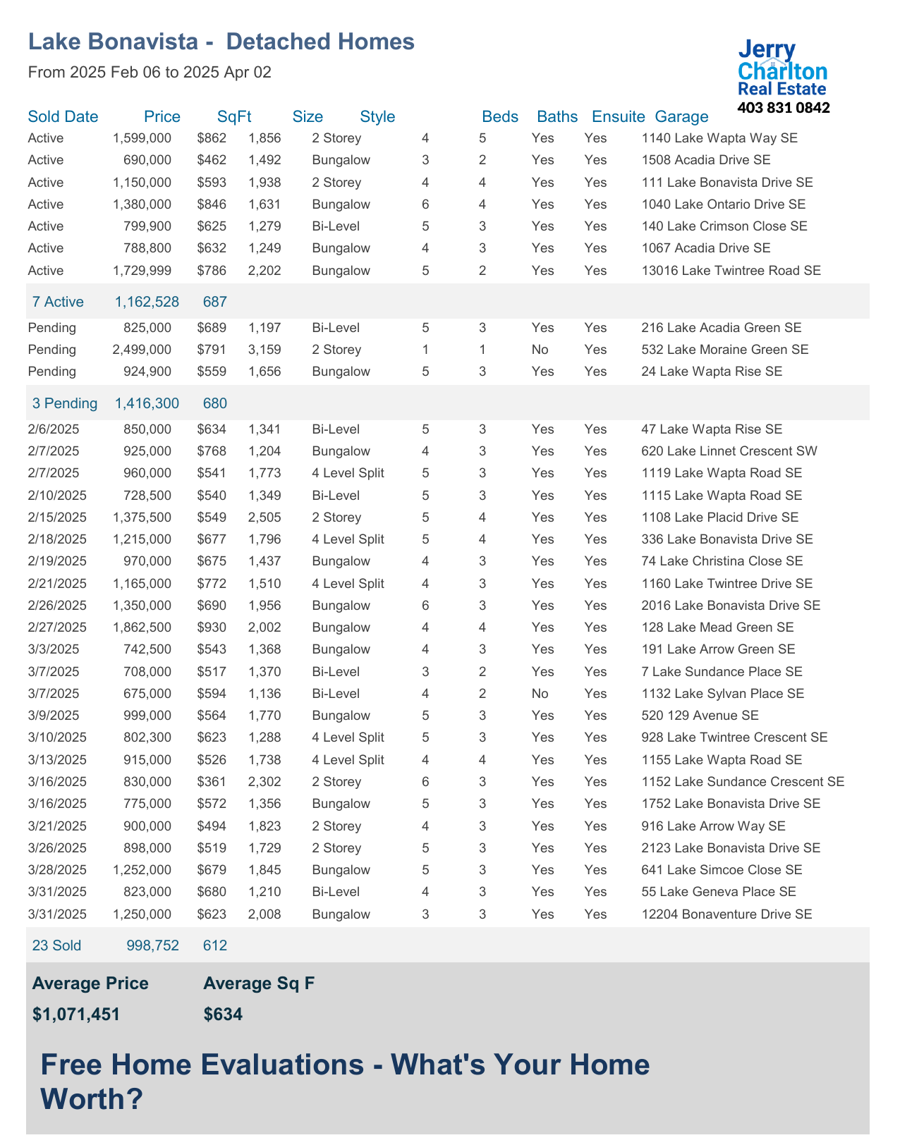 Lake Bonavista - Detached Homes
From 2025 Feb 06 to 2025 Apr 02
Jerry
Charlton
Real Estate
403 831 0842
Sold Date Price SqFt Size Style Beds Baths Ensuite Garage
Active 1,599,000 $862 1,856 2 Storey 4 5 Yes Yes 1140 Lake Wapta Way SE
Active 690,000 $462 1,492 Bungalow 3 2 Yes Yes 1508 Acadia Drive SE
Active 1,150,000 $593 1,938 2 Storey 4 4 Yes Yes 111 Lake Bonavista Drive SE
Active 1,380,000 $846 1,631 Bungalow 6 4 Yes Yes 1040 Lake Ontario Drive SE
Active 799,900 $625 1,279 Bi-Level 5 3 Yes Yes 140 Lake Crimson Close SE
Active 788,800 $632 1,249 Bungalow 4 3 Yes Yes 1067 Acadia Drive SE
Active 1,729,999 $786 2,202 Bungalow 5 2 Yes Yes 13016 Lake Twintree Road SE
7 Active 1,162,528 687
Pending 825,000 $689 1,197 Bi-Level 5 3 Yes Yes 216 Lake Acadia Green SE
Pending 2,499,000 $791 3,159 2 Storey 1 1 No Yes 532 Lake Moraine Green SE
Pending 924,900 $559 1,656 Bungalow 5 3 Yes Yes 24 Lake Wapta Rise SE
3 Pending 1,416,300 680
2/6/2025 850,000 $634 1,341 Bi-Level 5 3 Yes Yes 47 Lake Wapta Rise SE
2/7/2025 925,000 $768 1,204 Bungalow 4 3 Yes Yes 620 Lake Linnet Crescent SW
2/7/2025 960,000 $541 1,773 4 Level Split 5 3 Yes Yes 1119 Lake Wapta Road SE
2/10/2025 728,500 $540 1,349 Bi-Level 5 3 Yes Yes 1115 Lake Wapta Road SE
2/15/2025 1,375,500 $549 2,505 2 Storey 5 4 Yes Yes 1108 Lake Placid Drive SE
2/18/2025 1,215,000 $677 1,796 4 Level Split 5 4 Yes Yes 336 Lake Bonavista Drive SE
2/19/2025 970,000 $675 1,437 Bungalow 4 3 Yes Yes 74 Lake Christina Close SE
2/21/2025 1,165,000 $772 1,510 4 Level Split 4 3 Yes Yes 1160 Lake Twintree Drive SE
2/26/2025 1,350,000 $690 1,956 Bungalow 6 3 Yes Yes 2016 Lake Bonavista Drive SE
2/27/2025 1,862,500 $930 2,002 Bungalow 4 4 Yes Yes 128 Lake Mead Green SE
3/3/2025 742,500 $543 1,368 Bungalow 4 3 Yes Yes 191 Lake Arrow Green SE
3/7/2025 708,000 $517 1,370 Bi-Level 3 2 Yes Yes 7 Lake Sundance Place SE
3/7/2025 675,000 $594 1,136 Bi-Level 4 2 No Yes 1132 Lake Sylvan Place SE
3/9/2025 999,000 $564 1,770 Bungalow 5 3 Yes Yes 520 129 Avenue SE
3/10/2025 802,300 $623 1,288 4 Level Split 5 3 Yes Yes 928 Lake Twintree Crescent SE
3/13/2025 915,000 $526 1,738 4 Level Split 4 4 Yes Yes 1155 Lake Wapta Road SE
3/16/2025 830,000 $361 2,302 2 Storey 6 3 Yes Yes 1152 Lake Sundance Crescent SE
3/16/2025 775,000 $572 1,356 Bungalow 5 3 Yes Yes 1752 Lake Bonavista Drive SE
3/21/2025 900,000 $494 1,823 2 Storey 4 3 Yes Yes 916 Lake Arrow Way SE
3/26/2025 898,000 $519 1,729 2 Storey 5 3 Yes Yes 2123 Lake Bonavista Drive SE
3/28/2025 1,252,000 $679 1,845 Bungalow 5 3 Yes Yes 641 Lake Simcoe Close SE
3/31/2025 823,000 $680 1,210 Bi-Level 4 3 Yes Yes 55 Lake Geneva Place SE
3/31/2025 1,250,000 $623 2,008 Bungalow 3 3 Yes Yes 12204 Bonaventure Drive SE
23 Sold 998,752 612
Average Price Average Sq F
$1,071,451 $634
Free Home Evaluations - What's Your Home
Worth?